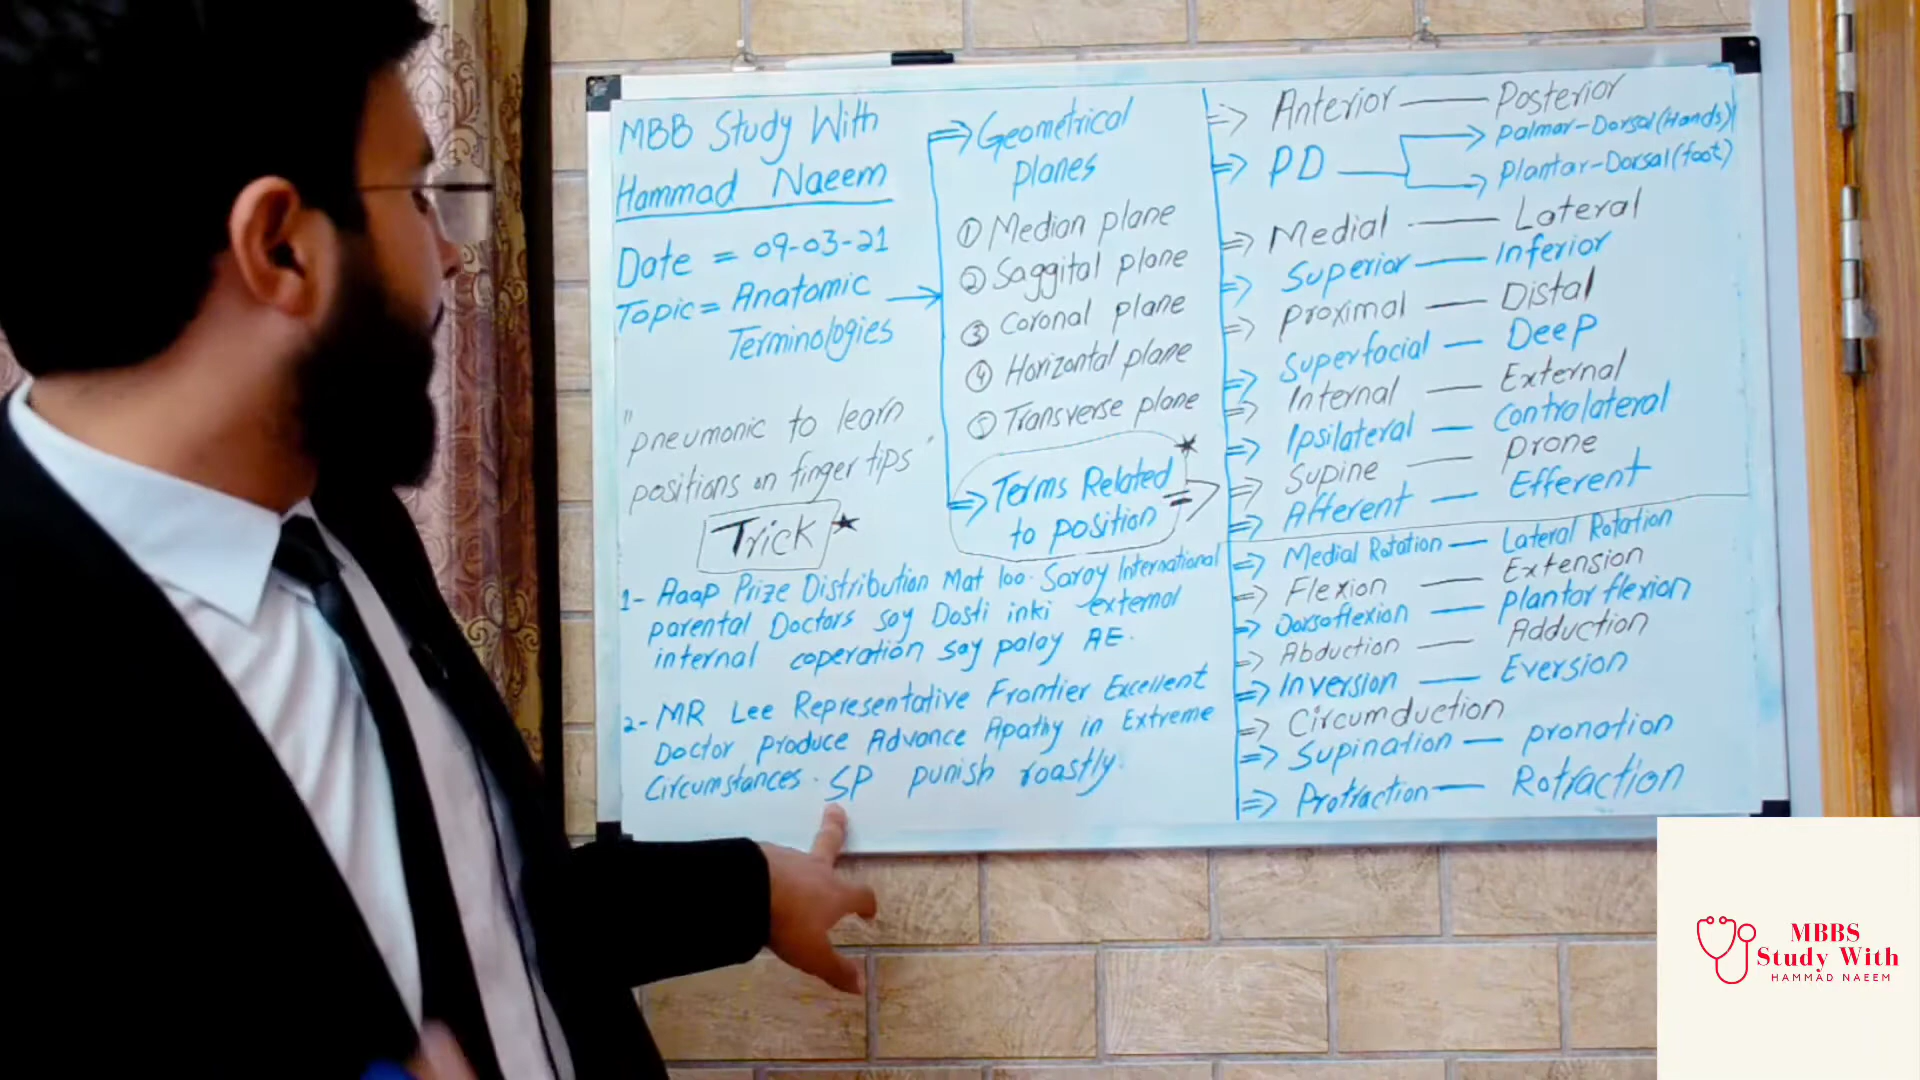 MBB Study With
Hammad Naeem
Date = 09-03-21
Topic = Anatomic
Terminologies
"pneumonic to learn
positions on finger tips"
Trick
1- Aaap Prize Distribution Mat loo. Saray International
parental Doctors say Dosti inki external
internal coperation say palay AE.
2- MR Lee Representative Frontier Excellent
Doctor produce Advance Apathy in Extreme
Circumstances. SP punish roastly.
Geometrical
planes
① Median plane
② Saggital plane
③ Coronal plane
④ Horizontal plane
⑤ Transverse plane
Terms Related
to position
Anterior — Posterior
PD
Palmar-Dorsal (Hands)
Plantar-Dorsal (foot)
Medial — Lateral
Superior — Inferior
Proximal — Distal
Superfacial — Deep
Internal — External
Ipsilateral — Contralateral
Supine — prone
Afferent — Efferent
Medial Rotation — Lateral Rotation
Flexion — Extension
Dorsoflexion — plantar flexion
Abduction — Adduction
Inversion — Eversion
Circumduction
Supination — pronation
Protraction — Rotraction
MBBS
Study With
HAMMAD NAEEM